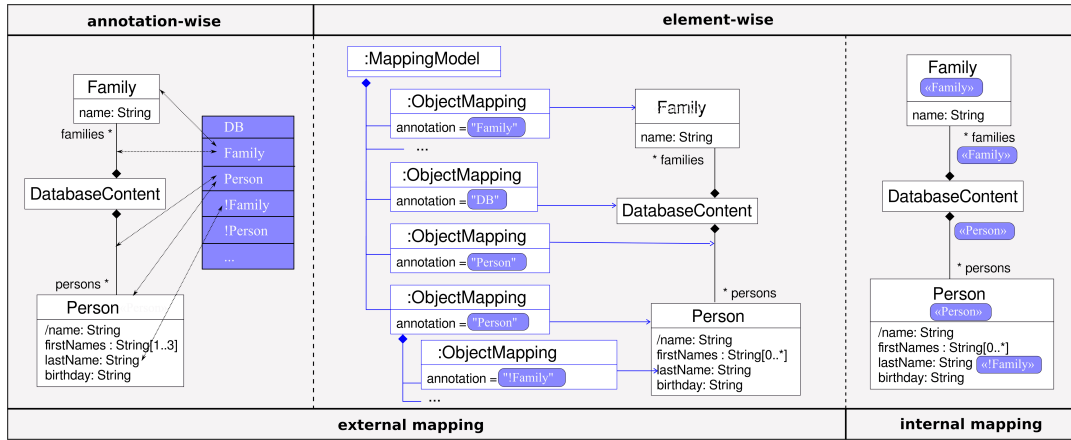 annotation-wise
element-wise
Family
name: String
families *
DatabaseContent
persons *
Person
/name: String
firstNames : String[1..3]
lastName: String
birthday: String
DB
Family
Person
!Family
!Person
...
:MappingModel
:ObjectMapping
annotation = "Family"
...
:ObjectMapping
annotation = "DB"
:ObjectMapping
annotation = "Person"
:ObjectMapping
annotation = "Person"
:ObjectMapping
annotation = "!Family"
...
Family
name: String
* families
DatabaseContent
* persons
Person
/name: String
firstNames : String[0..*]
lastName: String
birthday: String
Family
«Family»
name: String
* families
«Family»
DatabaseContent
«Person»
* persons
Person
«Person»
/name: String
firstNames : String[0..*]
lastName: String «!Family»
birthday: String
external mapping
internal mapping